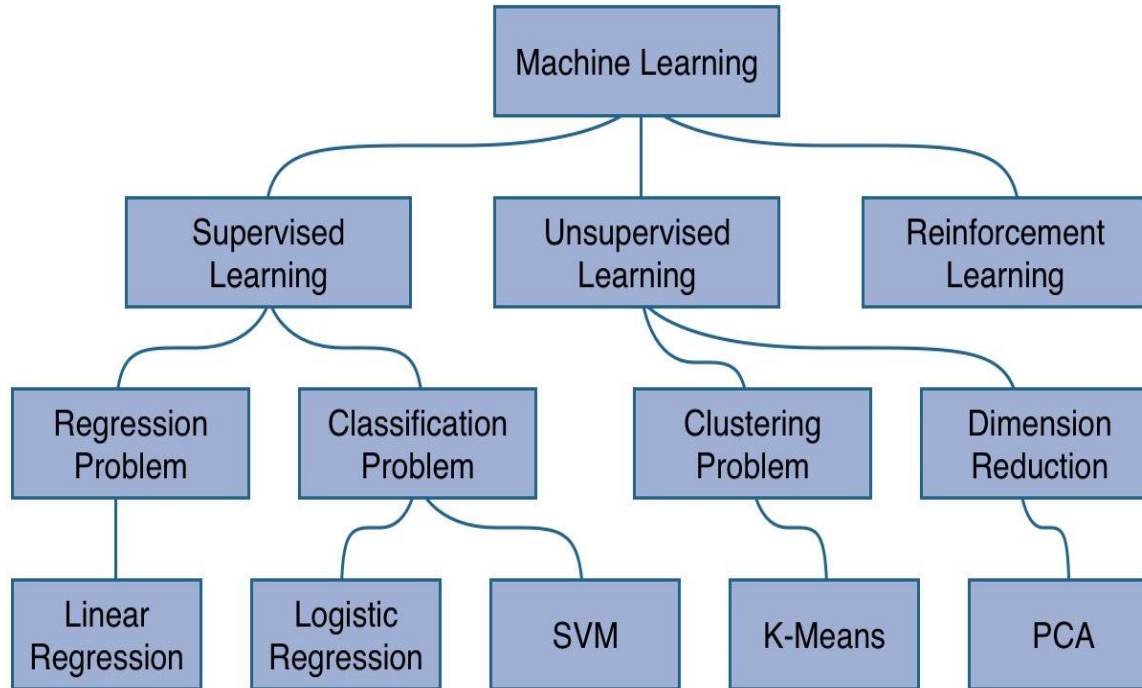 Machine Learning
Supervised
Learning
Unsupervised
Learning
Reinforcement
Learning
Regression
Problem
Classification
Problem
Clustering
Problem
Dimension
Reduction
Linear
Regression
Logistic
Regression
SVM
K-Means
PCA